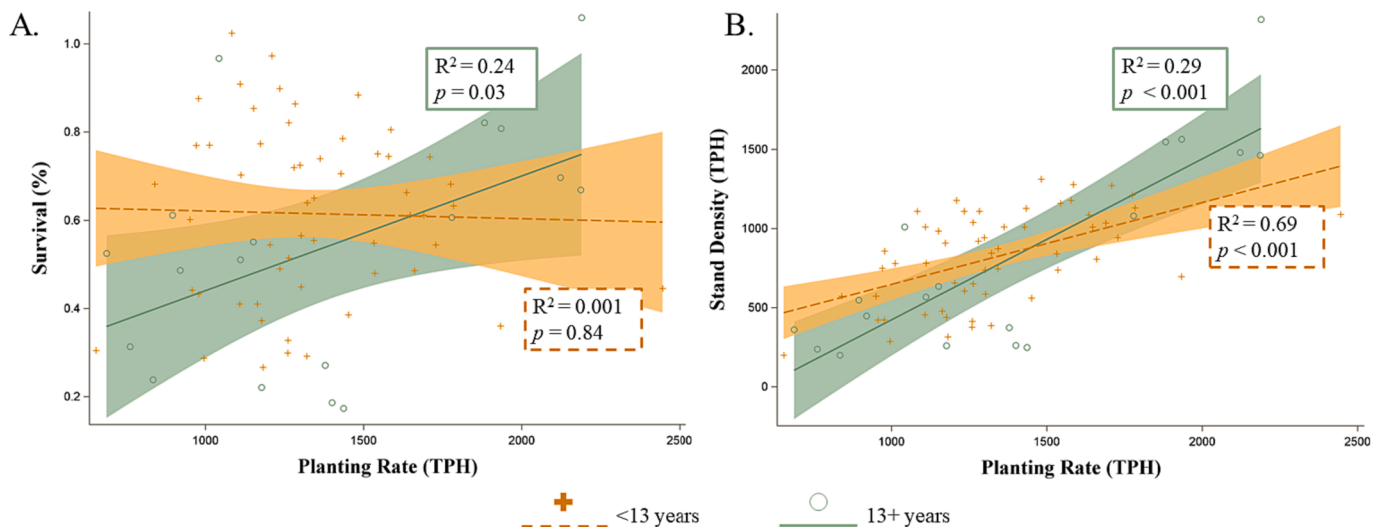 A.
B.
1.0
0.8
0.6
0.4
0.2
Survival (%)
R² = 0.24
p = 0.03
R² = 0.001
p = 0.84
1000
1500
2000
2500
Planting Rate (TPH)
2000
1500
1000
500
0
Stand Density (TPH)
R² = 0.29
p < 0.001
R² = 0.69
p < 0.001
1000
1500
2000
2500
Planting Rate (TPH)
<13 years
13+ years